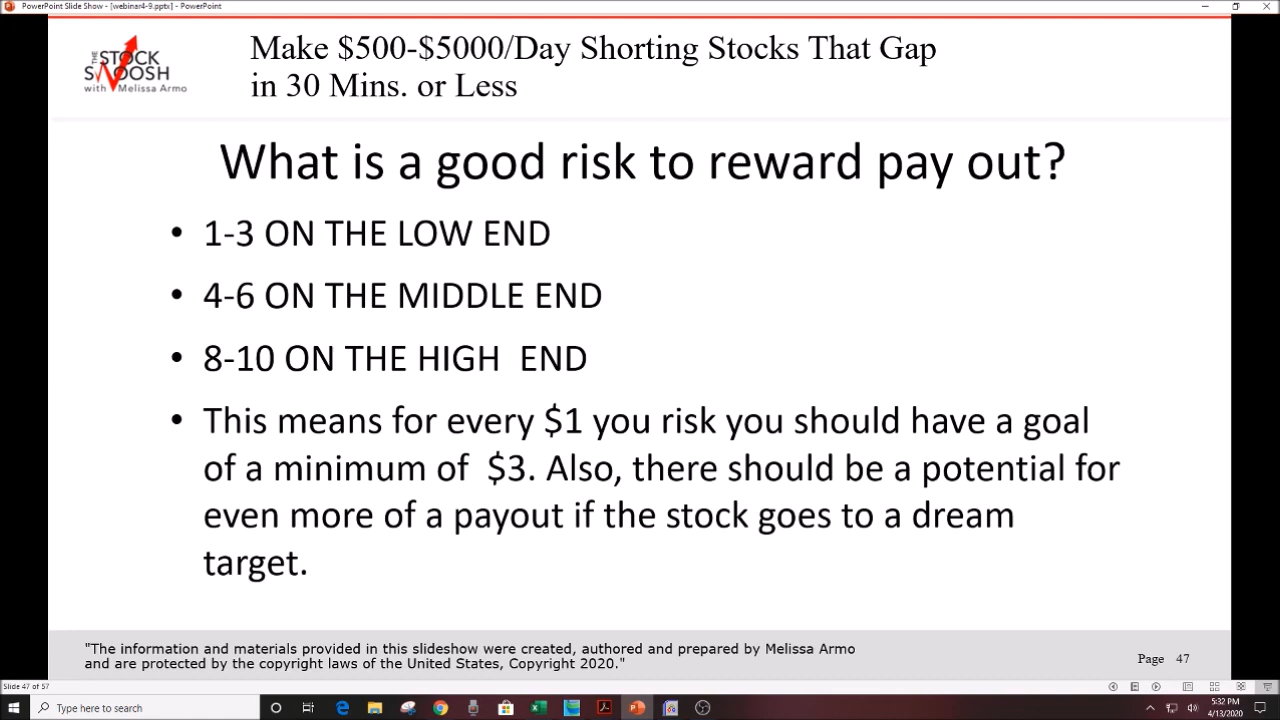 PowerPoint Slide Show - [webinar4-9.pptx] - PowerPoint
THE
STOCK
SWOOSH
with Melissa Armo
Make $500-$5000/Day Shorting Stocks That Gap
in 30 Mins. or Less
What is a good risk to reward pay out?
• 1-3 ON THE LOW END
• 4-6 ON THE MIDDLE END
• 8-10 ON THE HIGH  END
• This means for every $1 you risk you should have a goal
of a minimum of  $3. Also, there should be a potential for
even more of a payout if the stock goes to a dream
target.
"The information and materials provided in this slideshow were created, authored and prepared by Melissa Armo
and are protected by the copyright laws of the United States, Copyright 2020."
Page 47
Slide 47 of 57
Type here to search
5:32 PM
4/13/2020